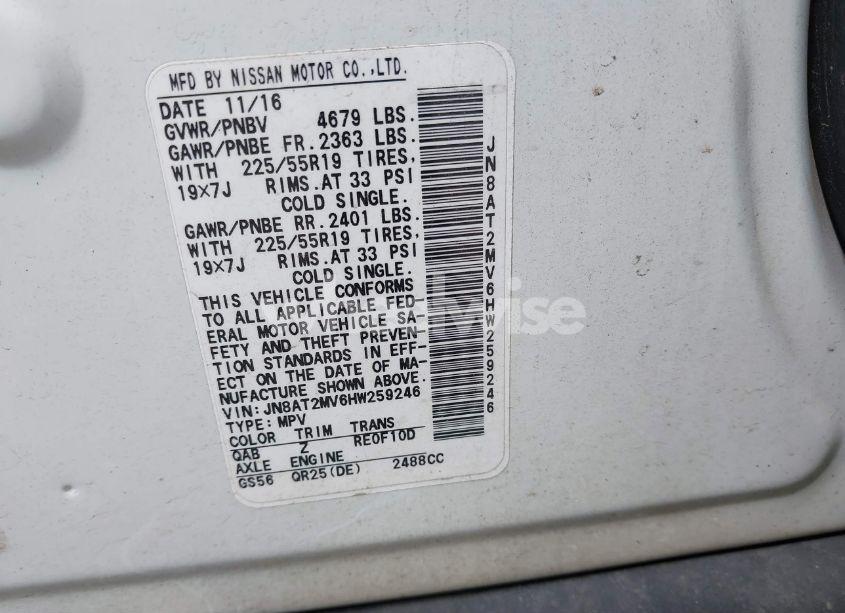 MFD BY NISSAN MOTOR CO.,LTD.
DATE 11/16
GVWR/PNBV 4679 LBS.
GAWR/PNBE FR.2363 LBS.
WITH 225/55R19 TIRES,
19×7J RIMS.AT 33 PSI
COLD SINGLE.
GAWR/PNBE RR.2401 LBS.
WITH 225/55R19 TIRES,
19×7J RIMS.AT 33 PSI
COLD SINGLE.
THIS VEHICLE CONFORMS
TO ALL APPLICABLE FED-
ERAL MOTOR VEHICLE SA-
FETY AND THEFT PREVEN-
TION STANDARDS IN EFF-
ECT ON THE DATE OF MA-
NUFACTURE SHOWN ABOVE.
VIN:JN8AT2MV6HW259246
TYPE:MPV
COLOR TRIM TRANS
QAB Z RE0F10D
AXLE ENGINE
GS56 QR25(DE) 2488CC
JN8AT2MV6HW259246